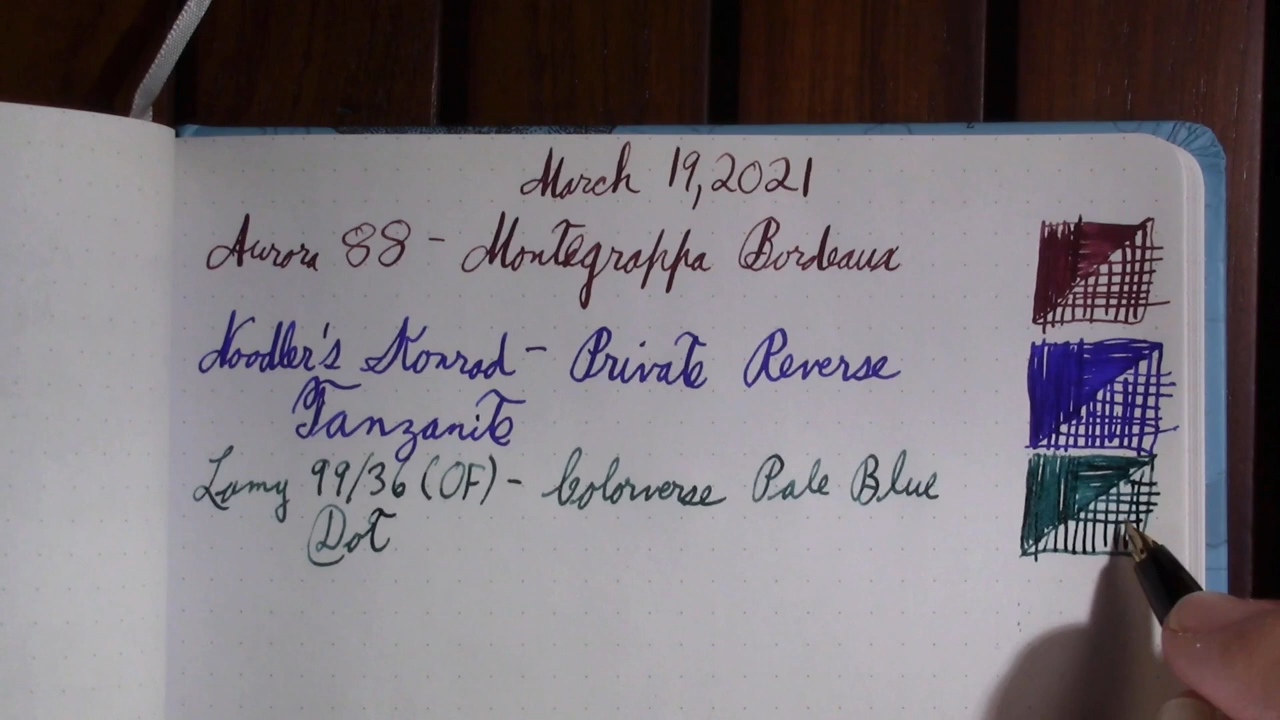 March 19, 2021
Aurora 88 - Montegrappa Bordeaux
Noodler's Konrad - Private Reverse
Tanzanite
Lamy 99/36 (OF) - Colorverse Pale Blue
Dot